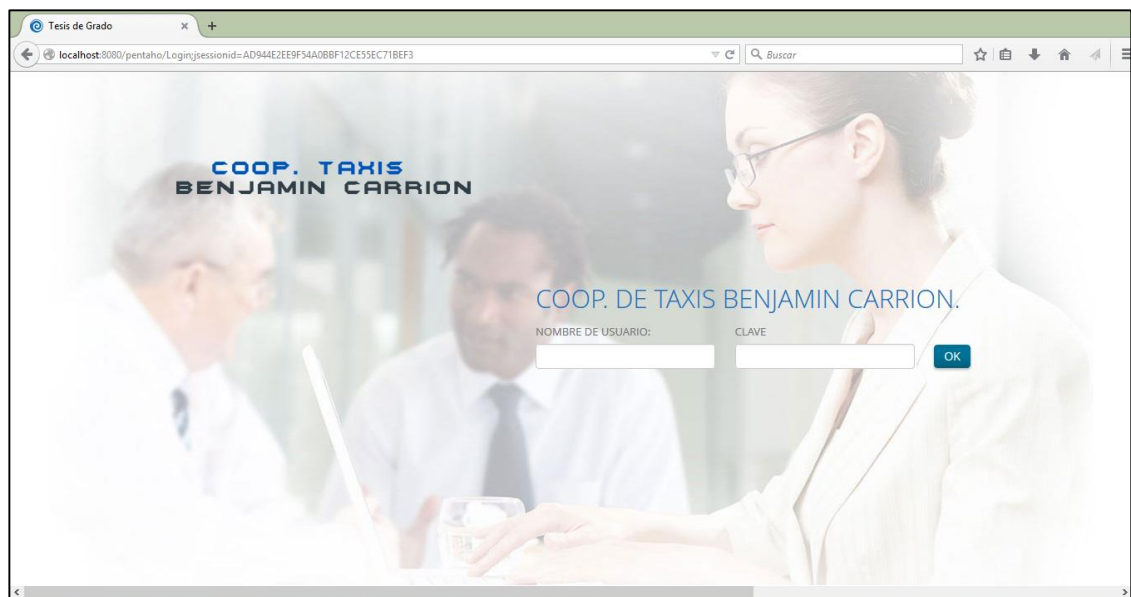 Tesis de Grado
localhost:8080/pentaho/Login;jsessionid=AD944E2EE9F54A0BBF12CE55EC71BEF3
Buscar
COOP. TAXIS
BENJAMIN CARRION
COOP. DE TAXIS BENJAMIN CARRION.
NOMBRE DE USUARIO:
CLAVE
OK